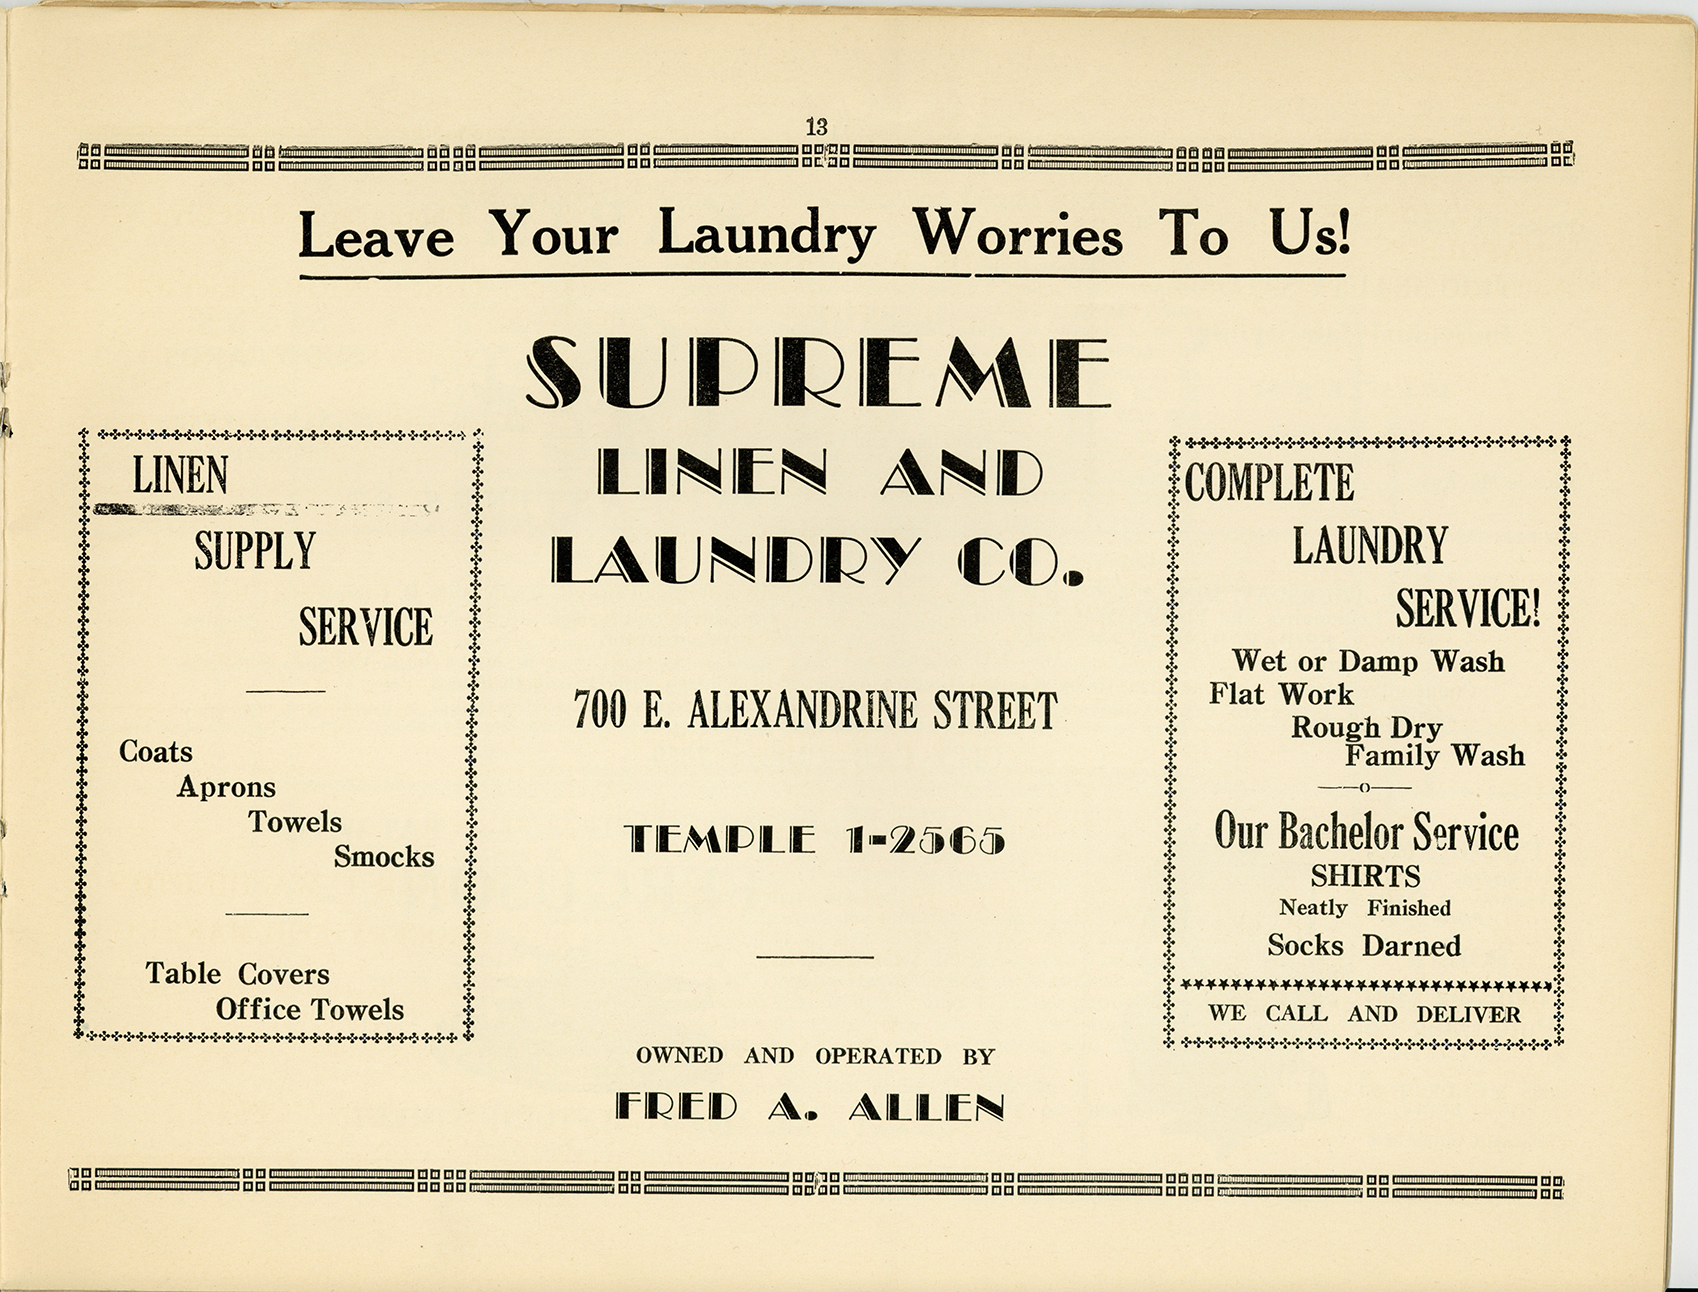 13
Leave Your Laundry Worries To Us!
SUPREME
LINEN AND
LAUNDRY CO.
700 E. ALEXANDRINE STREET
TEMPLE 1-2565
OWNED AND OPERATED BY
FRED A. ALLEN
LINEN
SUPPLY
SERVICE
Coats
Aprons
Towels
Smocks
Table Covers
Office Towels
COMPLETE
LAUNDRY
SERVICE!
Wet or Damp Wash
Flat Work
Rough Dry
Family Wash
Our Bachelor Service
SHIRTS
Neatly Finished
Socks Darned
WE CALL AND DELIVER